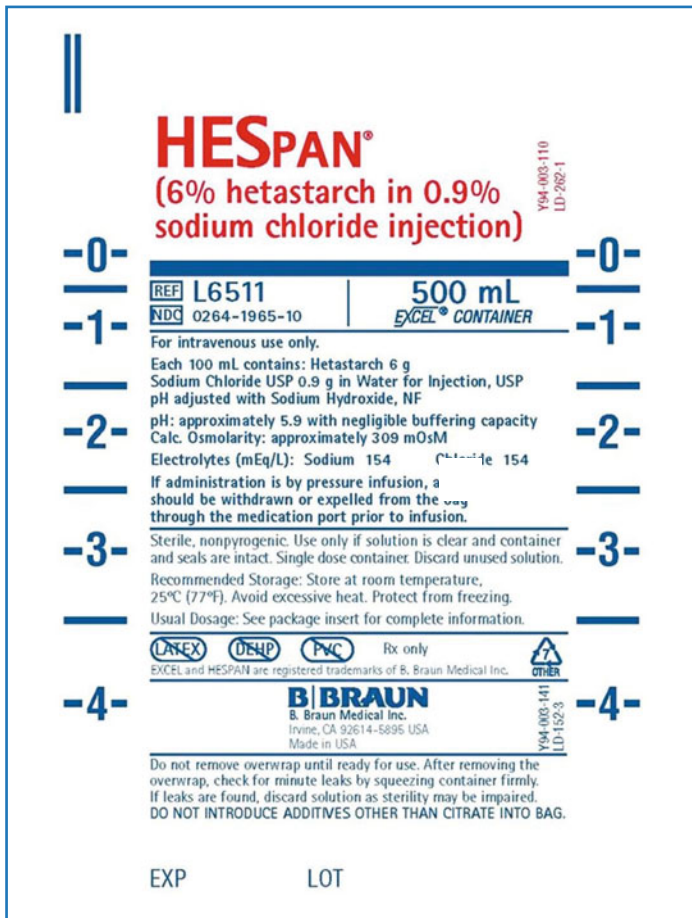 HESPAN®
(6% hetastarch in 0.9%
sodium chloride injection)
Y94-003-110
LD-262-1
-0- -0-
REF L6511
500 mL
NDC 0264-1965-10
EXCEL® CONTAINER
-1- -1-
For intravenous use only.
Each 100 mL contains: Hetastarch 6 g
Sodium Chloride USP 0.9 g in Water for Injection, USP
pH adjusted with Sodium Hydroxide, NF
pH: approximately 5.9 with negligible buffering capacity
-2- -2-
Calc. Osmolarity: approximately 309 mOsM
Electrolytes (mEq/L): Sodium 154 Chloride 154
If administration is by pressure infusion, a
should be withdrawn or expelled from the
through the medication port prior to infusion.
Sterile, nonpyrogenic. Use only if solution is clear and container
-3- -3-
and seals are intact. Single dose container. Discard unused solution.
Recommended Storage: Store at room temperature,
25ºC (77ºF). Avoid excessive heat. Protect from freezing.
Usual Dosage: See package insert for complete information.
LATEX DEHP PVC Rx only
7
OTHER
EXCEL and HESPAN are registered trademarks of B. Braun Medical Inc.
-4- -4-
B|BRAUN
B. Braun Medical Inc.
Irvine, CA 92614-5895 USA
Made in USA
Y94-003-141
LD-152-3
Do not remove overwrap until ready for use. After removing the
overwrap, check for minute leaks by squeezing container firmly.
If leaks are found, discard solution as sterility may be impaired.
DO NOT INTRODUCE ADDITIVES OTHER THAN CITRATE INTO BAG.
EXP LOT